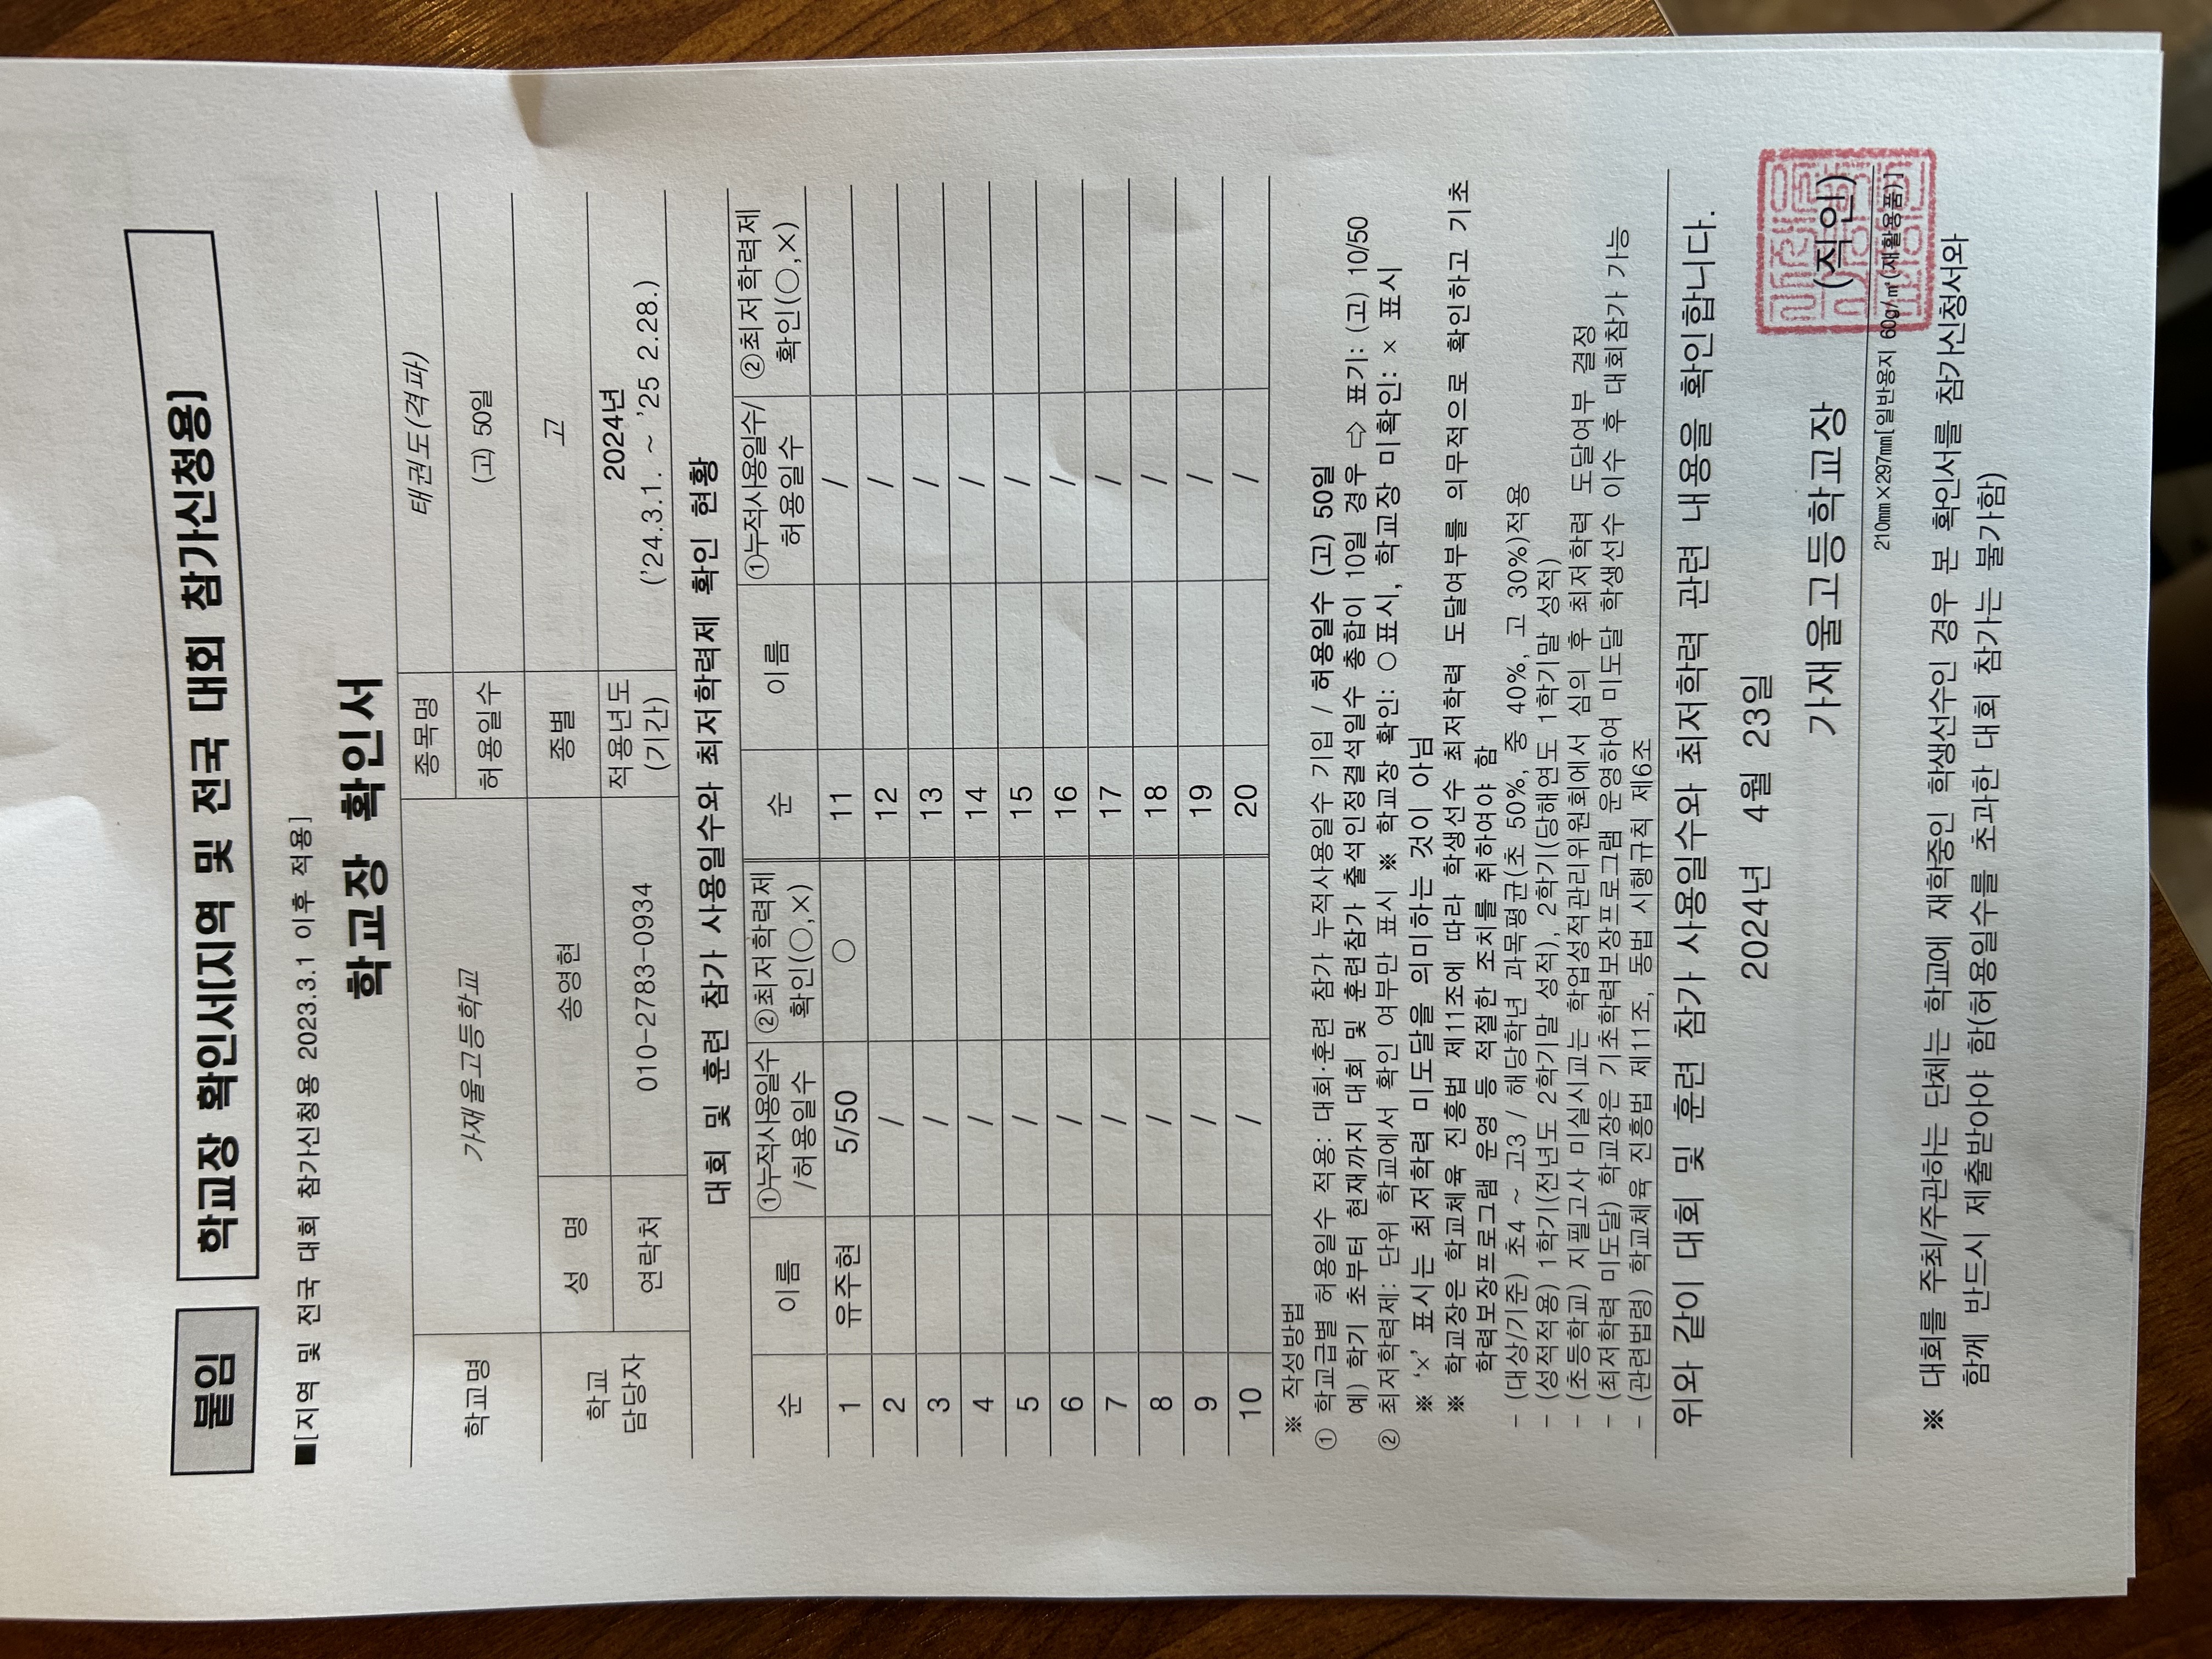 붙임
학교장 확인서[지역 및 전국 대회 참가신청용]
■[지역 및 전국 대회 참가신청용 2023.3.1 이후 적용]
학교장 확인서
학교명 가재울고등학교 종목명 태권도(격파)
허용일수 (고) 50일
학교 담당자 성 명 송영현 종별 고
연락처 010-2783-0934 적용년도 (기간) 2024년 ('24.3.1. ~ '25 2.28.)
대회 및 훈련 참가 사용일수와 최저학력제 확인 현황
순 이름 ①누적사용일수/허용일수 ②최저학력제 확인(○,×) 순 이름 ①누적사용일수/허용일수 ②최저학력제 확인(○,×)
1 유주현 5/50 ○ 11 /
2 / 12 /
3 / 13 /
4 / 14 /
5 / 15 /
6 / 16 /
7 / 17 /
8 / 18 /
9 / 19 /
10 / 20 /
※ 작성방법
① 학교급별 허용일수 적용: 대회·훈련 참가 누적사용일수 기입 / 허용일수 (고) 50일
예) 학기 초부터 현재까지 대회 및 훈련참가 출석인정결석일수 총합이 10일 경우 ⇨ 표기: (고) 10/50
② 최저학력제: 단위 학교에서 확인 여부만 표시 ※ 학교장 확인: ○표시, 학교장 미확인: × 표시
※ '×' 표시는 최저학력 미도달을 의미하는 것이 아님
※ 학교장은 학교체육 진흥법 제11조에 따라 학생선수 최저학력 도달여부를 의무적으로 확인하고 기초
학력보장프로그램 운영 등 적절한 조치를 취하여야 함
- (대상/기준) 초4 ~ 고3 / 해당학년 과목평균(초 50%, 중 40%, 고 30%)적용
- (성적적용) 1학기(전년도 2학기말 성적), 2학기(당해연도 1학기말 성적)
- (초등학교) 지필고사 미실시교는 학업성적관리위원회에서 심의 후 최저학력 도달여부 결정
- (최저학력 미도달) 학교장은 기초학력보장프로그램 운영하여 미도달 학생선수 이수 후 대회참가 가능
- (관련법령) 학교체육 진흥법 제11조, 동법 시행규칙 제6조
위와 같이 대회 및 훈련 참가 사용일수와 최저학력 관련 내용을 확인합니다.
2024년 4월 23일
가재울고등학교장 (직인)
210㎜×297㎜[일반용지 60g/㎡(재활용품)]
※ 대회를 주최/주관하는 단체는 학교에 재학중인 학생선수인 경우 본 확인서를 참가신청서와
함께 반드시 제출받아야 함(허용일수를 초과한 대회 참가는 불가함)